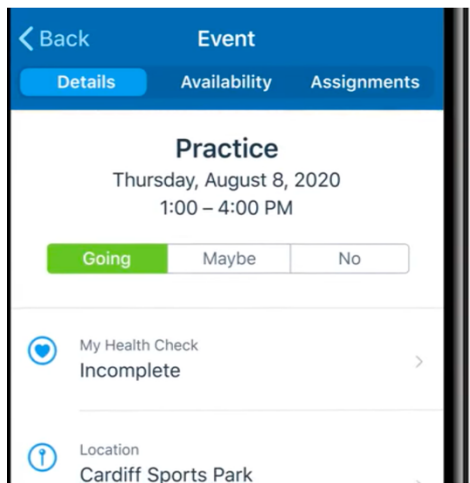 Back
Event
Details
Availability
Assignments
Practice
Thursday, August 8, 2020
1:00 – 4:00 PM
Going
Maybe
No
My Health Check
Incomplete
Location
Cardiff Sports Park